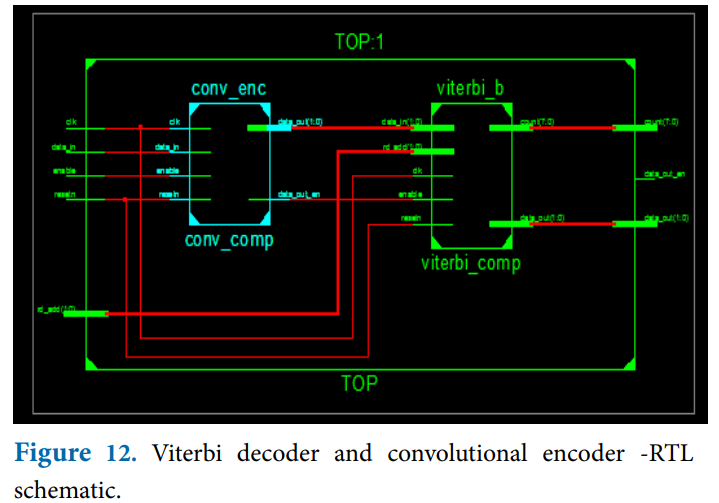 TOP:1
conv_enc
viterbi_b
clk
clk
data_out(1:0)
data_in(1:0)
count(7:0)
count(7:0)
data_in
data_in
rd_add(1:0)
enable
enable
clk
data_out_en
resetn
resetn
data_out_en
enable
resetn
data_out(1:0)
data_out(1:0)
conv_comp
viterbi_comp
rd_add(1:0)
TOP
Figure 12. Viterbi decoder and convolutional encoder -RTL
schematic.